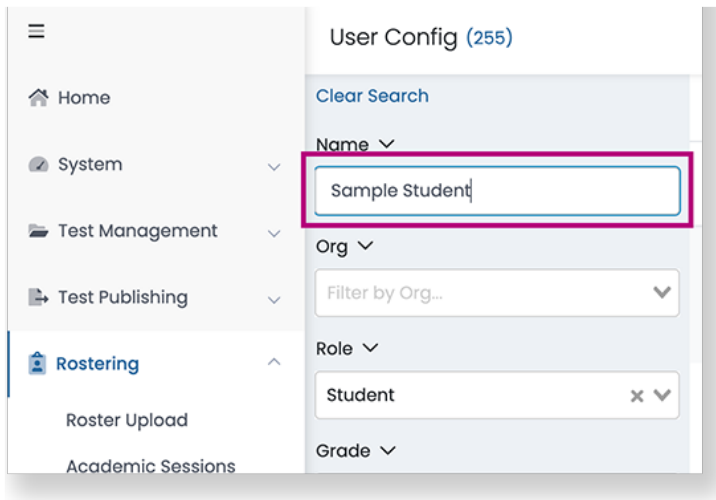 Home
System
Test Management
Test Publishing
Rostering
Roster Upload
Academic Sessions
User Config (255)
Clear Search
Name
Sample Student
Org
Filter by Org...
Role
Student
Grade